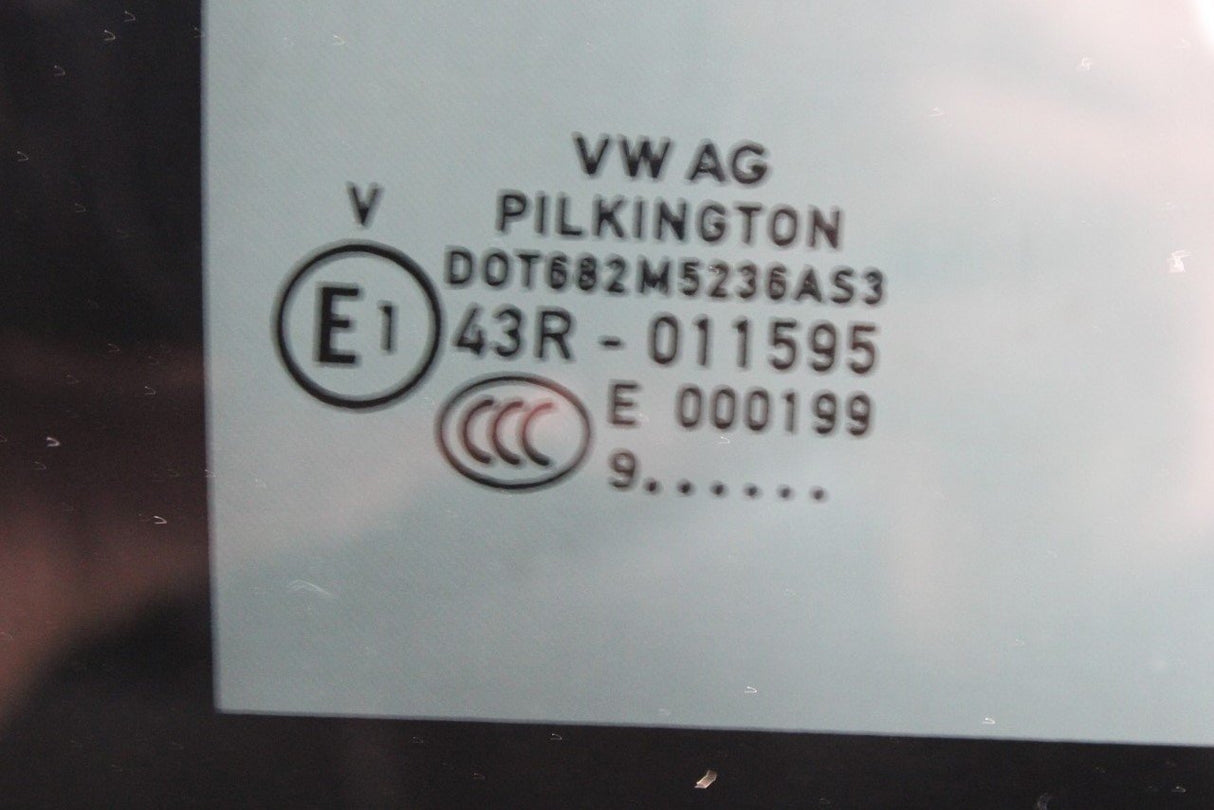 VW AG
PILKINGTON
V
DOT682M5236AS3
E1
43R - 011595
CCC
E 000199
9......